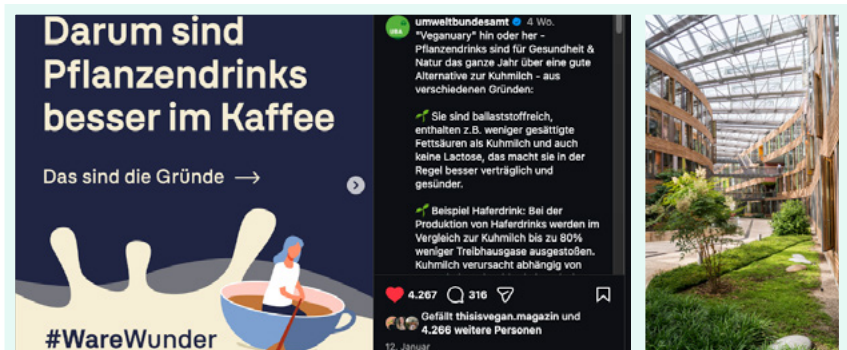 Darum sind
Pflanzendrinks
besser im Kaffee
Das sind die Gründe →
#WareWunder
umweltbundesamt 4 Wo.
"Veganuary" hin oder her -
Pflanzendrinks sind für Gesundheit &
Natur das ganze Jahr über eine gute
Alternative zur Kuhmilch - aus
verschiedenen Gründen:
🌱 Sie sind ballaststoffreich,
enthalten z.B. weniger gesättigte
Fettsäuren als Kuhmilch und auch
keine Lactose, das macht sie in der
Regel besser verträglich und
gesünder.
🌱 Beispiel Haferdrink: Bei der
Produktion von Haferdrinks werden im
Vergleich zur Kuhmilch bis zu 80%
weniger Treibhausgase ausgestoßen.
Kuhmilch verursacht abhängig von
4.267 316
Gefällt thisisvegan.magazin und
4.266 weitere Personen
12. Januar